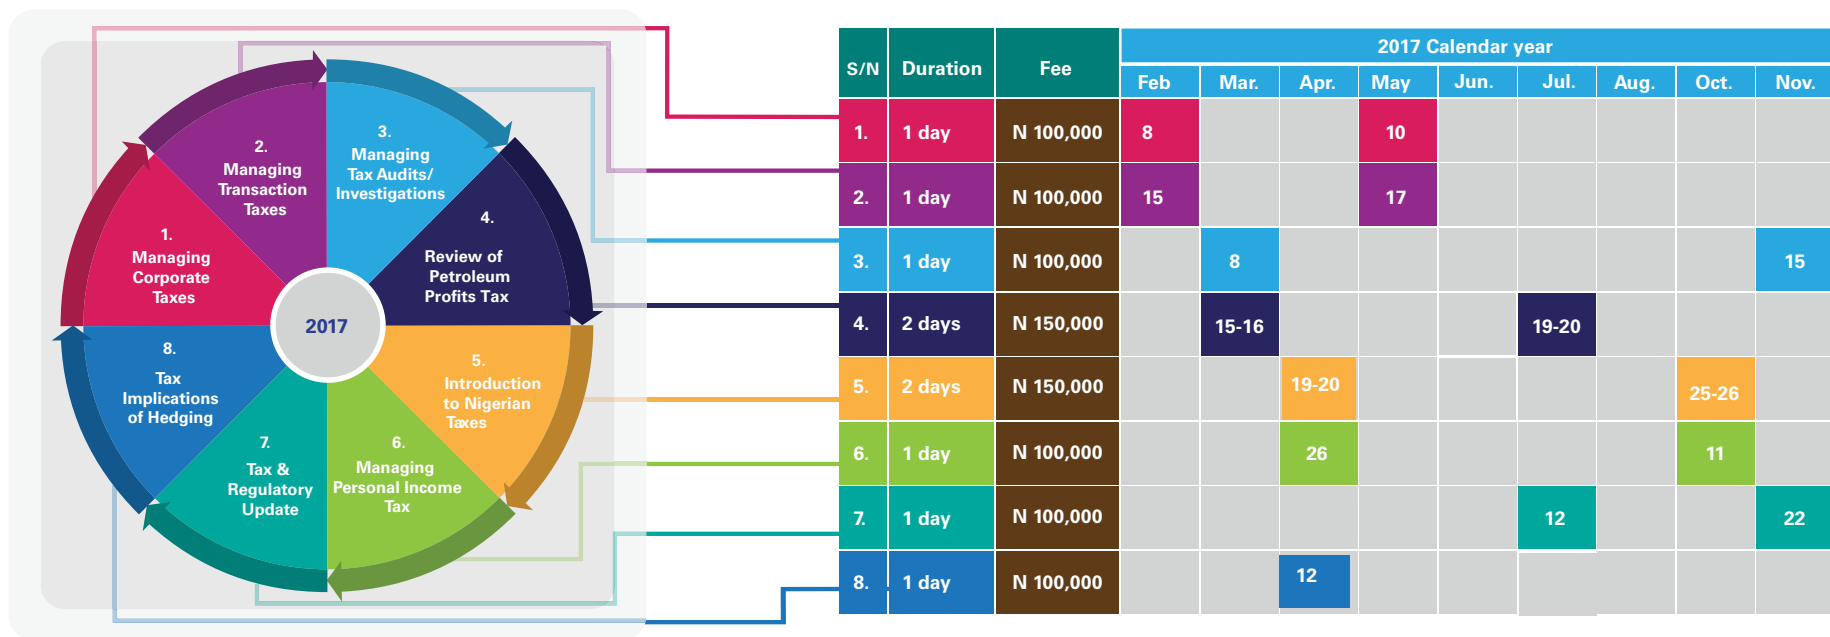 1.
Managing
Corporate
Taxes
2.
Managing
Transaction
Taxes
3.
Managing
Tax Audits/
Investigations
4.
Review of
Petroleum
Profits Tax
5.
Introduction
to Nigerian
Taxes
6.
Managing
Personal Income
Tax
7.
Tax &
Regulatory
Update
8.
Tax
Implications
of Hedging
2017
2017 Calendar year
S/N Duration Fee Feb Mar. Apr. May Jun. Jul. Aug. Oct. Nov.
1. 1 day N 100,000 8 10
2. 1 day N 100,000 15 17
3. 1 day N 100,000 8 15
4. 2 days N 150,000 15-16 19-20
5. 2 days N 150,000 19-20 25-26
6. 1 day N 100,000 26 11
7. 1 day N 100,000 12 22
8. 1 day N 100,000 12